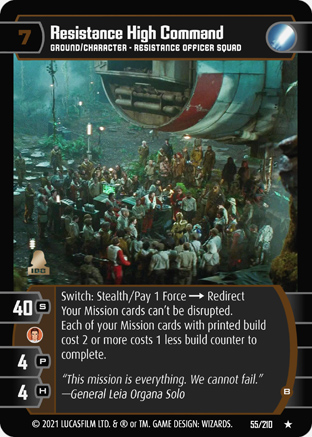 7
Resistance High Command
GROUND/CHARACTER - RESISTANCE OFFICER SQUAD
40 S
4 P
4 H
Switch: Stealth/Pay 1 Force → Redirect
Your Mission cards can't be disrupted.
Each of your Mission cards with printed build
cost 2 or more costs 1 less build counter to
complete.
"This mission is everything. We cannot fail."
—General Leia Organa Solo
B
© 2021 LUCASFILM LTD. & ® or TM. GAME DESIGN: WIZARDS.
55/210 ★